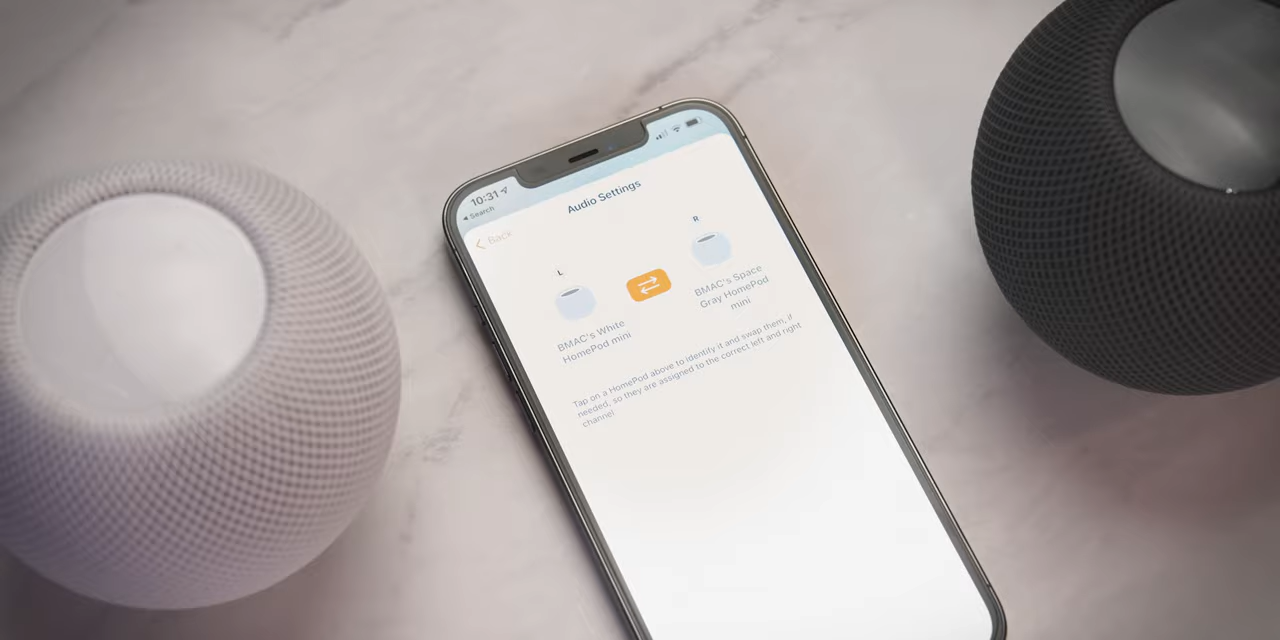 10:31
Search
Audio Settings
Back
L
R
BMAC's White
HomePod mini
BMAC's Space
Gray HomePod
mini
Tap on a HomePod above to identify it and swap them, if
needed, so they are assigned to the correct left and right
channel